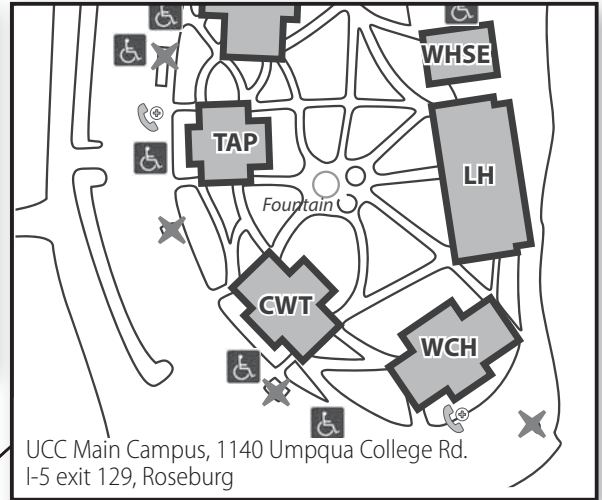 WHSE
TAP
LH
Fountain
CWT
WCH
UCC Main Campus, 1140 Umpqua College Rd.
I-5 exit 129, Roseburg